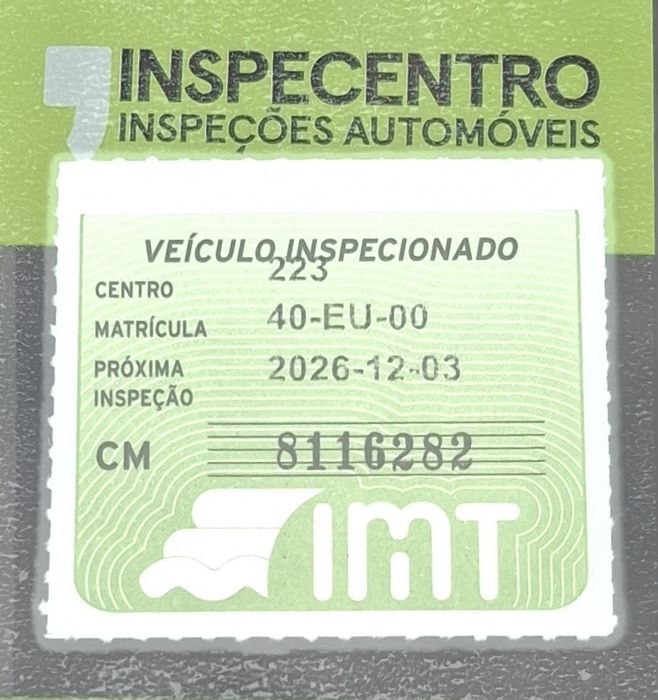 INSPECENTRO
INSPEÇÕES AUTOMÓVEIS
VEÍCULO INSPECIONADO
CENTRO 223
MATRÍCULA 40-EU-00
PRÓXIMA INSPEÇÃO 2026-12-03
CM 8116282
IMT